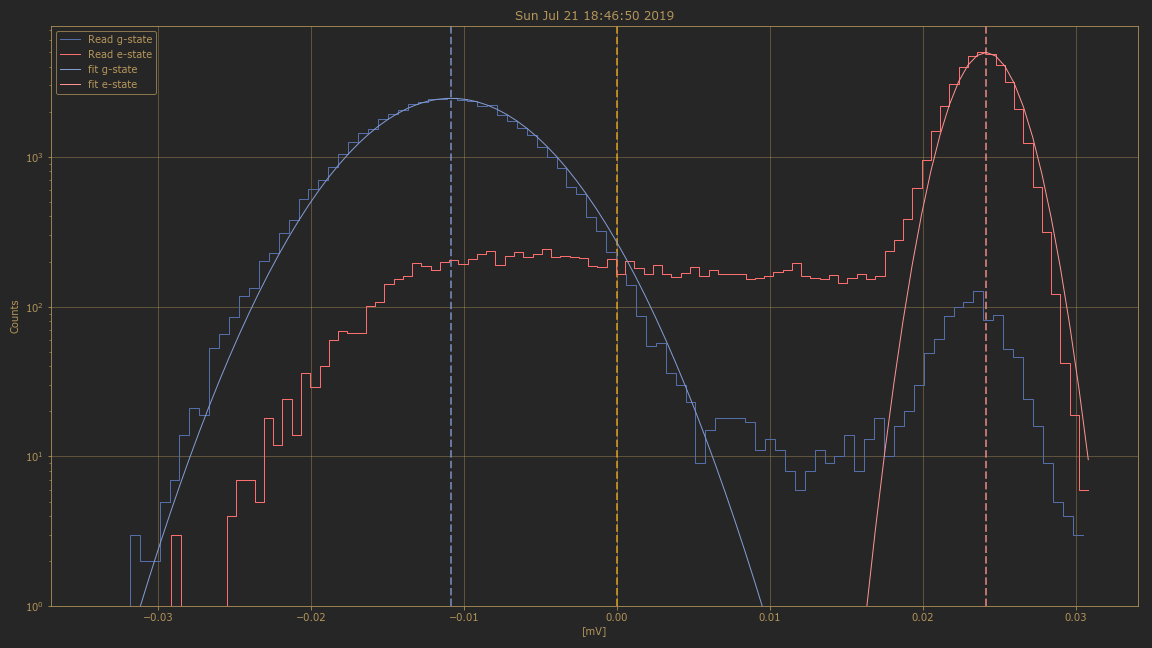 Sun Jul 21 18:46:50 2019
Read g-state
Read e-state
fit g-state
fit e-state
Counts
10³
10²
10¹
10⁰
−0.03 −0.02 −0.01 0.00 0.01 0.02 0.03
[mV]